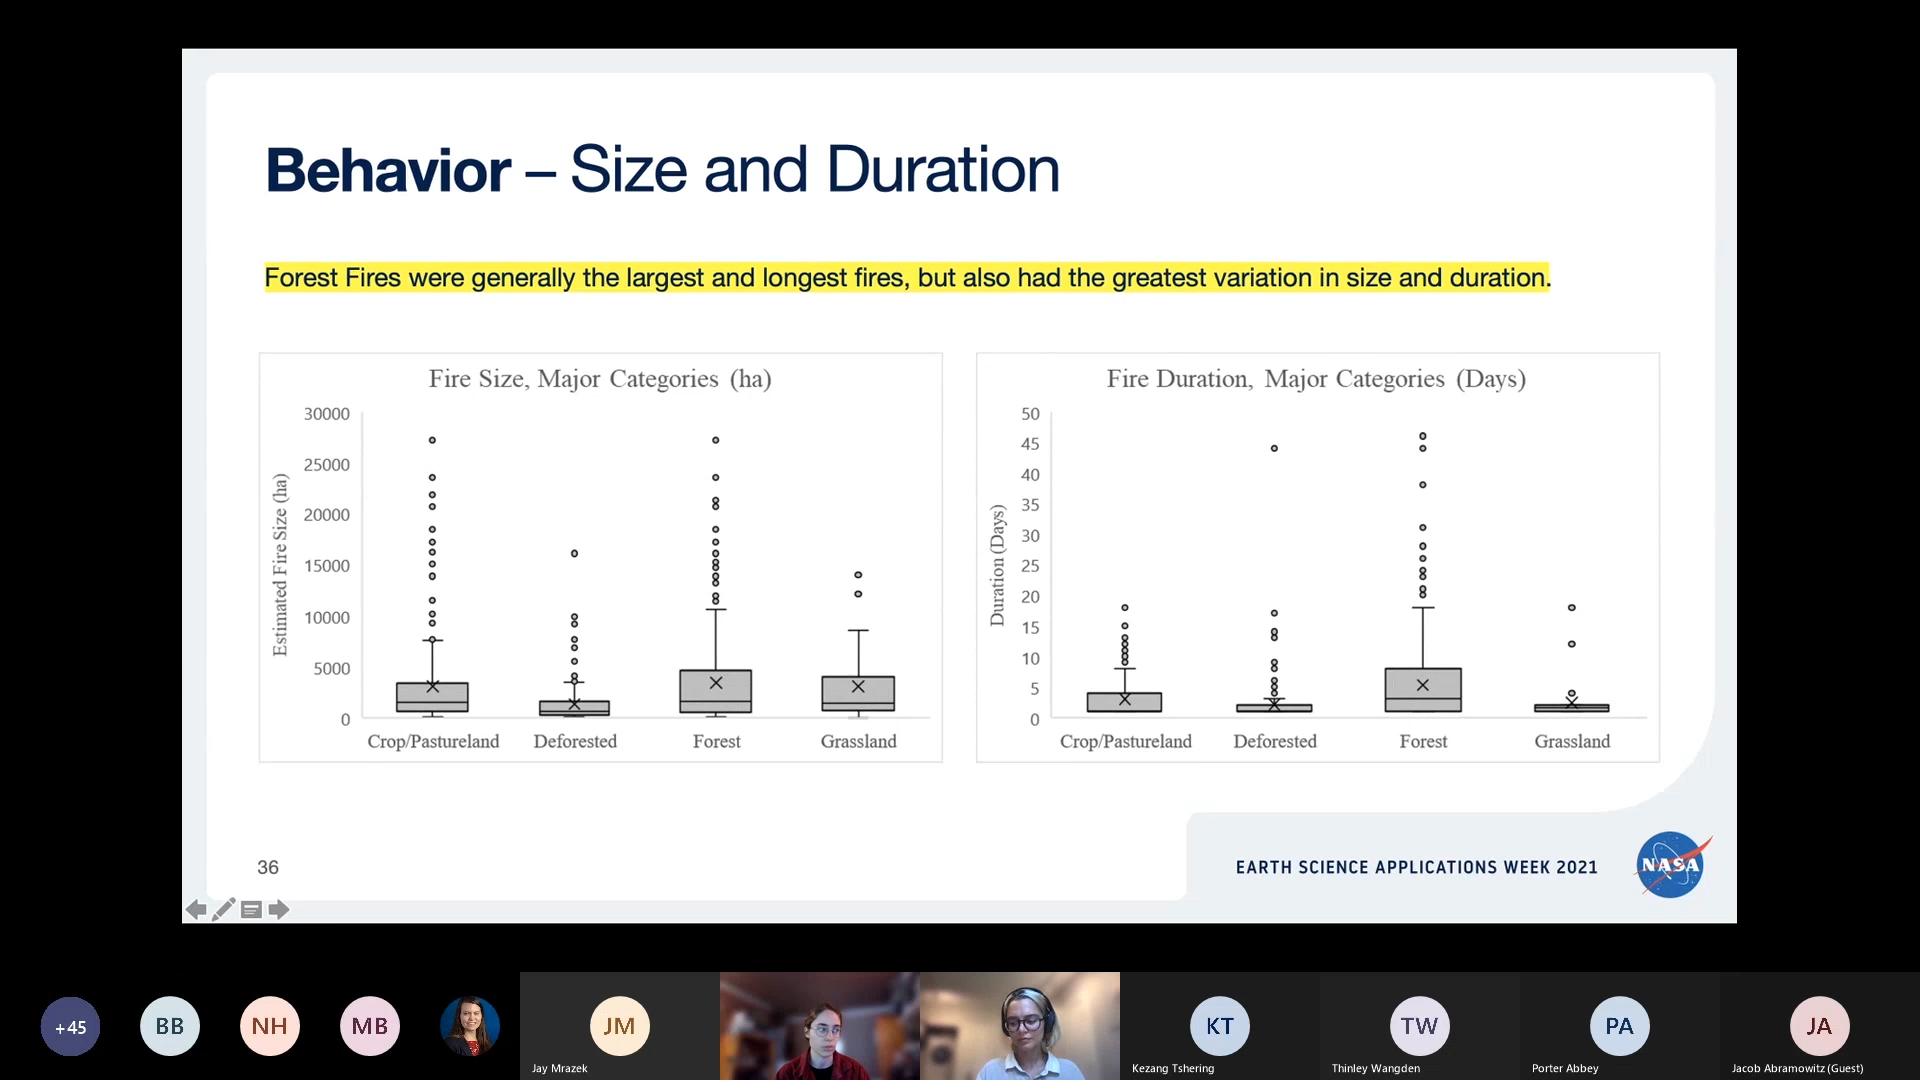 Behavior – Size and Duration
Forest Fires were generally the largest and longest fires, but also had the greatest variation in size and duration.
Fire Size, Major Categories (ha)
Estimated Fire Size (ha)
30000
25000
20000
15000
10000
5000
0
Crop/Pastureland
Deforested
Forest
Grassland
Fire Duration, Major Categories (Days)
Duration (Days)
50
45
40
35
30
25
20
15
10
5
0
Crop/Pastureland
Deforested
Forest
Grassland
36
EARTH SCIENCE APPLICATIONS WEEK 2021
NASA
+45
BB
NH
MB
JM
Jay Mrazek
KT
Kezang Tshering
TW
Thinley Wangden
PA
Porter Abbey
JA
Jacob Abramowitz (Guest)